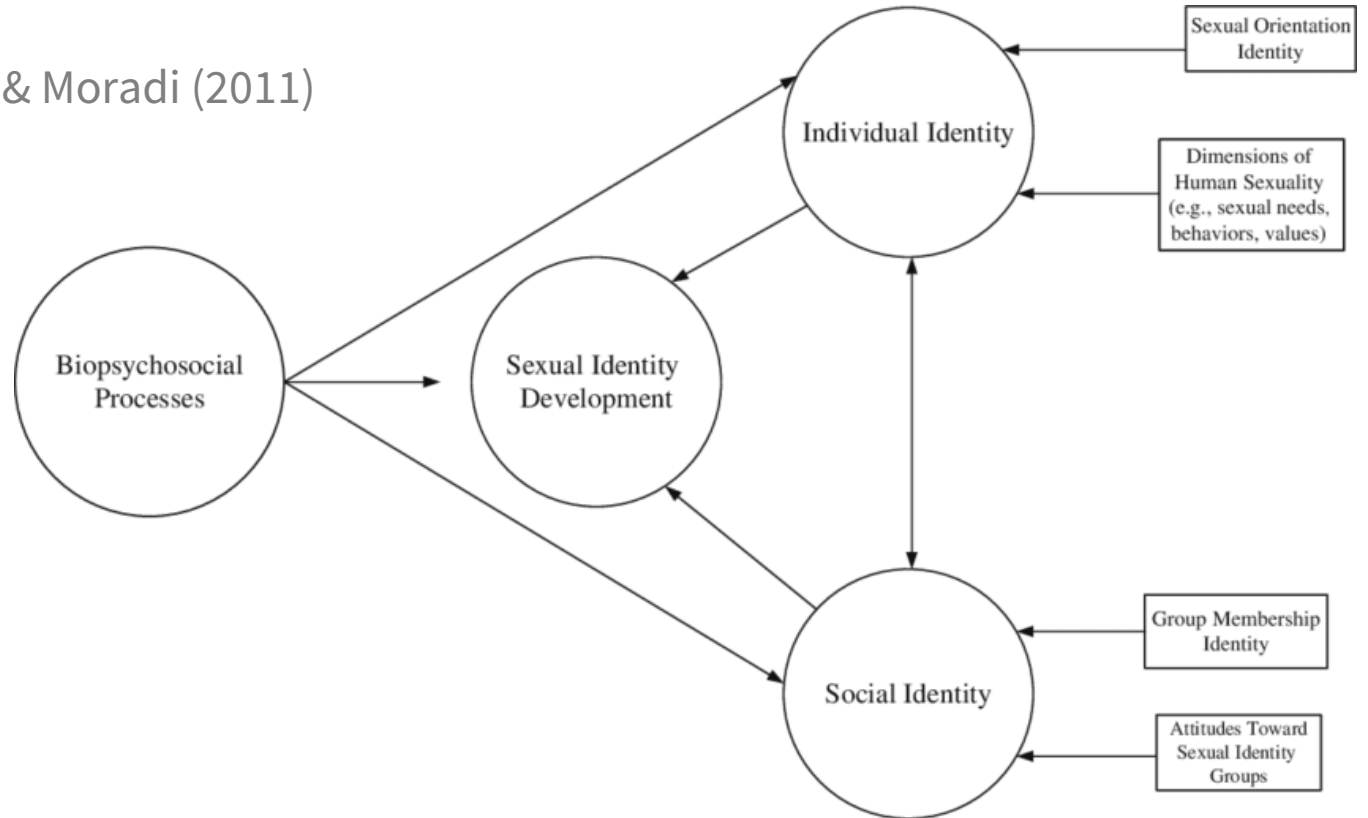 & Moradi (2011)
Sexual Orientation
Identity
Individual Identity
Dimensions of
Human Sexuality
(e.g., sexual needs,
behaviors, values)
Biopsychosocial
Processes
Sexual Identity
Development
Group Membership
Identity
Social Identity
Attitudes Toward
Sexual Identity
Groups